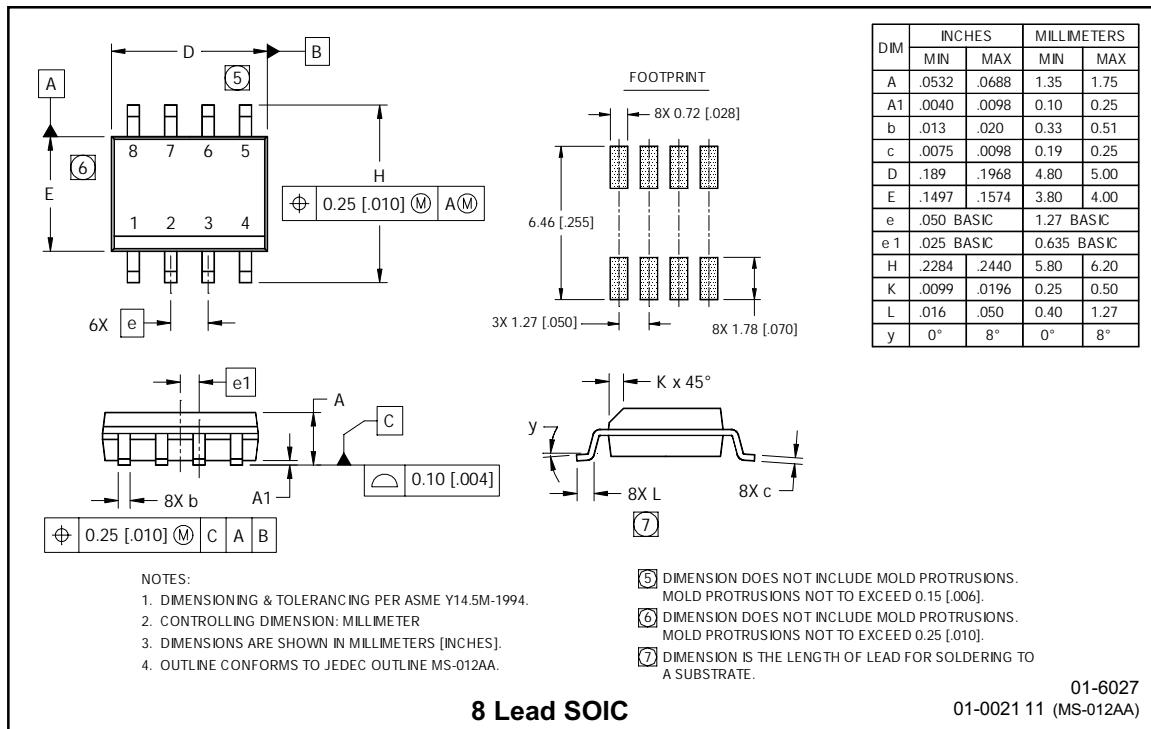 D
B
5
A
8 7 6 5
6
E
H
⌖ 0.25 [.010] Ⓜ AⓂ
1 2 3 4
6X e
FOOTPRINT
8X 0.72 [.028]
6.46 [.255]
3X 1.27 [.050]
8X 1.78 [.070]
DIM INCHES MILLIMETERS
MIN MAX MIN MAX
A .0532 .0688 1.35 1.75
A1 .0040 .0098 0.10 0.25
b .013 .020 0.33 0.51
c .0075 .0098 0.19 0.25
D .189 .1968 4.80 5.00
E .1497 .1574 3.80 4.00
e .050 BASIC 1.27 BASIC
e 1 .025 BASIC 0.635 BASIC
H .2284 .2440 5.80 6.20
K .0099 .0196 0.25 0.50
L .016 .050 0.40 1.27
y 0° 8° 0° 8°
e1
A
C
⌓ 0.10 [.004]
A1
8X b
⌖ 0.25 [.010] Ⓜ C A B
K x 45°
y
8X L
7
8X c
NOTES:
1. DIMENSIONING & TOLERANCING PER ASME Y14.5M-1994.
2. CONTROLLING DIMENSION: MILLIMETER
3. DIMENSIONS ARE SHOWN IN MILLIMETERS [INCHES].
4. OUTLINE CONFORMS TO JEDEC OUTLINE MS-012AA.
5 DIMENSION DOES NOT INCLUDE MOLD PROTRUSIONS.
MOLD PROTRUSIONS NOT TO EXCEED 0.15 [.006].
6 DIMENSION DOES NOT INCLUDE MOLD PROTRUSIONS.
MOLD PROTRUSIONS NOT TO EXCEED 0.25 [.010].
7 DIMENSION IS THE LENGTH OF LEAD FOR SOLDERING TO
A SUBSTRATE.
8 Lead SOIC
01-6027
01-0021 11 (MS-012AA)